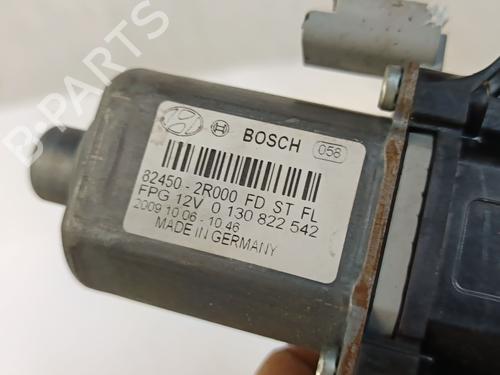 BOSCH 056
82450-2R000 FD ST FL
FPG 12V 0 130 822 542
2009 10 06 - 10 46
MADE IN GERMANY